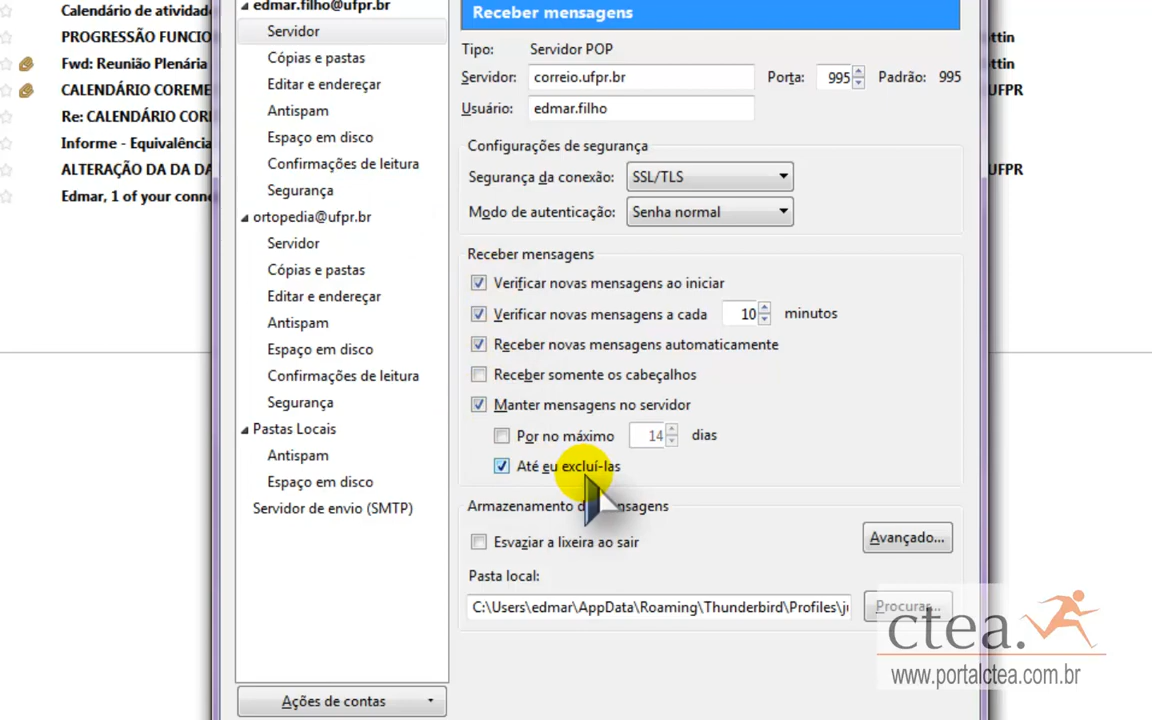 Calendário de atividad
PROGRESSÃO FUNCIO
Fwd: Reunião Plenária
CALENDÁRIO COREME
Re: CALENDÁRIO CORI
Informe - Equivalência
ALTERAÇÃO DA DA DA
Edmar, 1 of your conn
edmar.filho@ufpr.br
Servidor
Cópias e pastas
Editar e endereçar
Antispam
Espaço em disco
Confirmações de leitura
Segurança
ortopedia@ufpr.br
Servidor
Cópias e pastas
Editar e endereçar
Antispam
Espaço em disco
Confirmações de leitura
Segurança
Pastas Locais
Antispam
Espaço em disco
Servidor de envio (SMTP)
Ações de contas
Receber mensagens
Tipo: Servidor POP
Servidor: correio.ufpr.br Porta: 995 Padrão: 995
Usuário: edmar.filho
Configurações de segurança
Segurança da conexão: SSL/TLS
Modo de autenticação: Senha normal
Receber mensagens
Verificar novas mensagens ao iniciar
Verificar novas mensagens a cada 10 minutos
Receber novas mensagens automaticamente
Receber somente os cabeçalhos
Manter mensagens no servidor
Por no máximo 14 dias
Até eu excluí-las
Armazenamento d nsagens
Esvaziar a lixeira ao sair
Avançado...
Pasta local:
C:\Users\edmar\AppData\Roaming\Thunderbird\Profiles\j
Procurar...
ttin
ttin
UFPR
UFPR
ctea.
www.portalctea.com.br